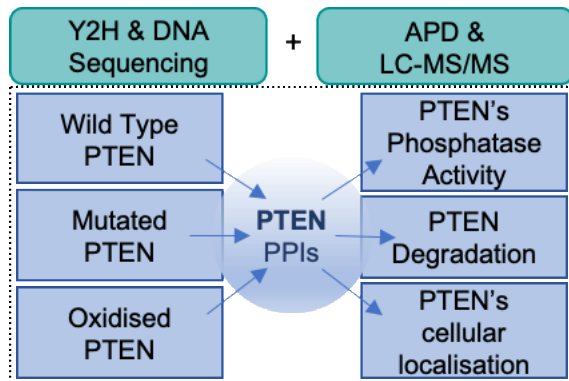 Y2H & DNA
Sequencing
+
APD &
LC-MS/MS
Wild Type
PTEN
Mutated
PTEN
Oxidised
PTEN
PTEN
PPIs
PTEN's
Phosphatase
Activity
PTEN
Degradation
PTEN's
cellular
localisation